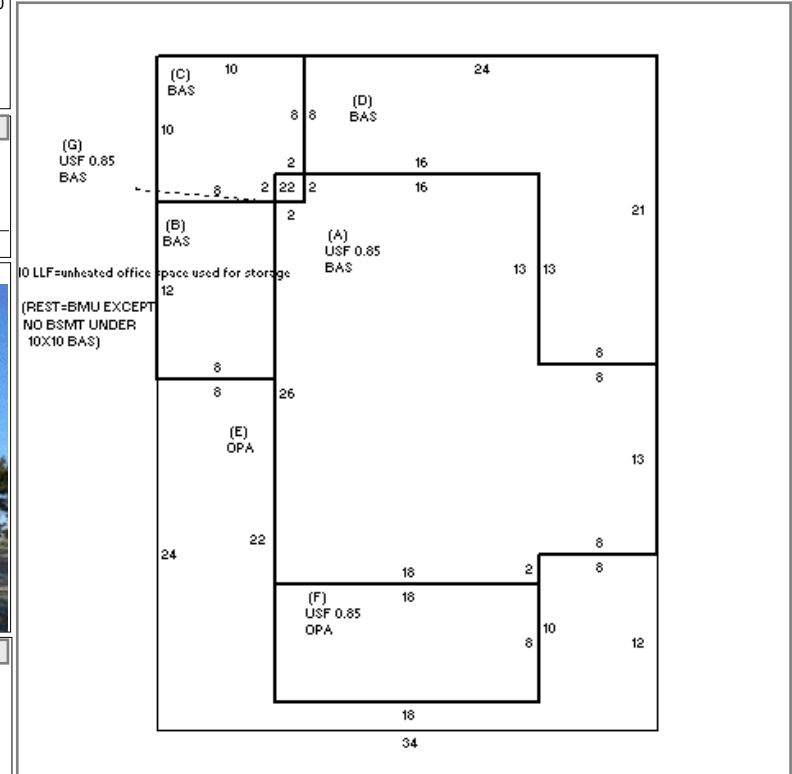 10
24
(C)
BAS
(D)
BAS
8 8
10
(G)
USF 0.85
BAS
2
16
8
2 22 2
16
2
21
(B)
BAS
(A)
USF 0.85
BAS
13 13
10 LLF=unheated office space used for storage
12
(REST=BMU EXCEPT
NO BSMT UNDER
10X10 BAS)
8
8
8
8
26
(E)
OPA
13
22
24
8
8
18
2
18
(F)
USF 0.85
OPA
10
8
12
18
34